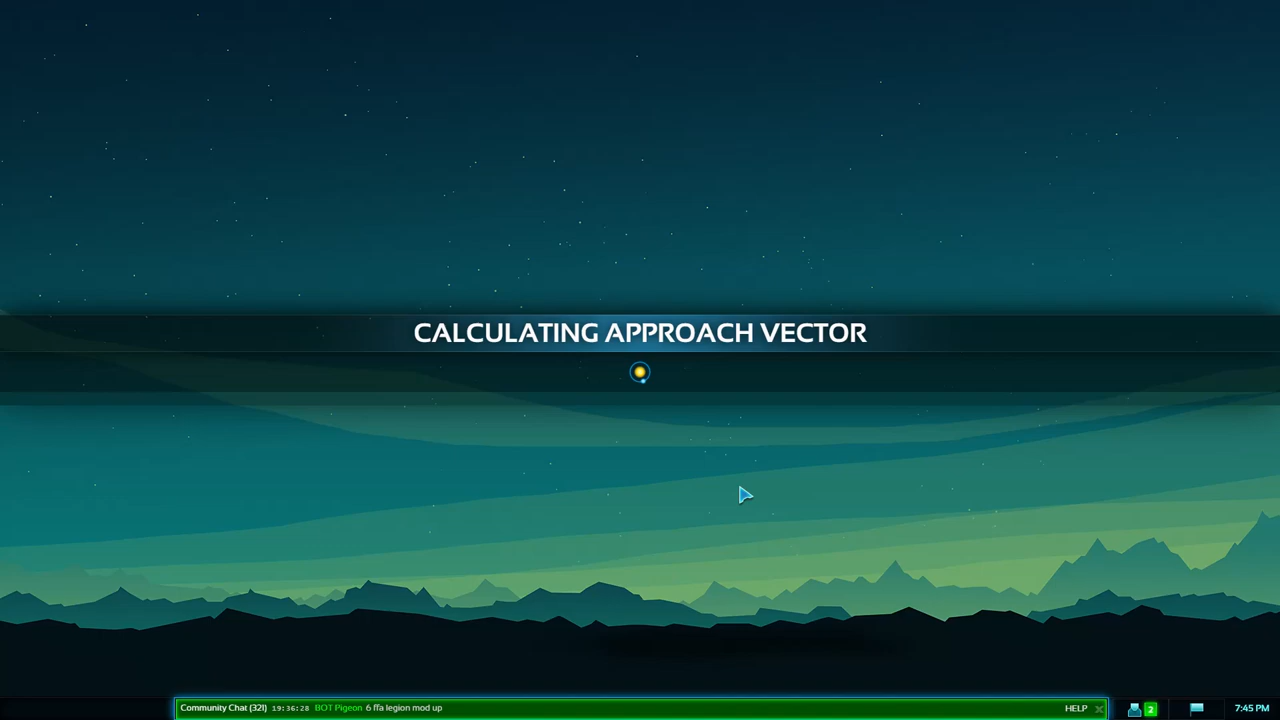 CALCULATING APPROACH VECTOR
Community Chat (321) 19:36:28 BOT Pigeon 6 ffa legion mod up HELP 2 7:45 PM